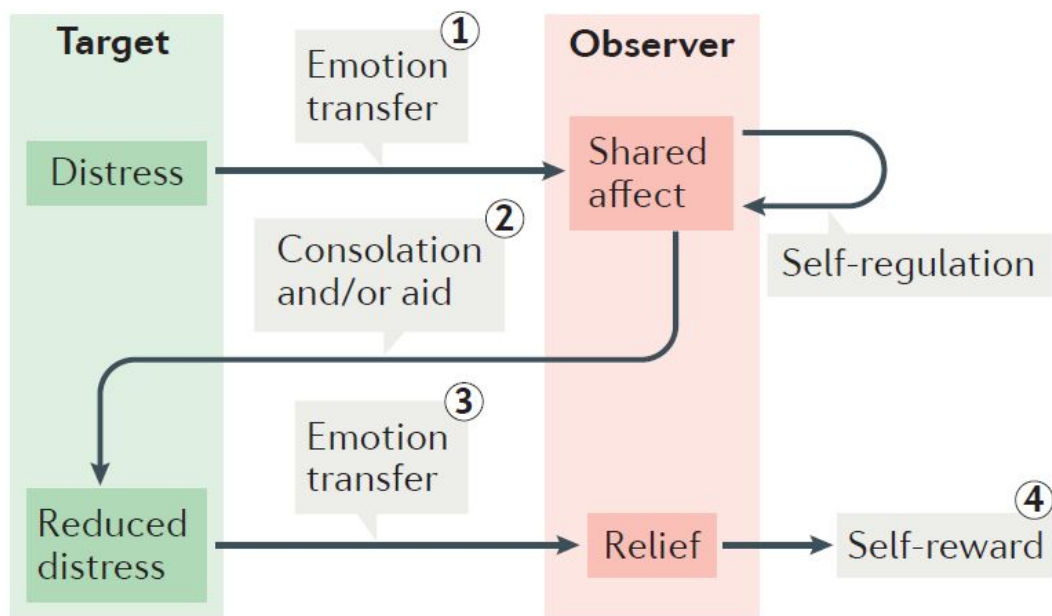 Target
①
Emotion
transfer
Observer
Distress
Shared
affect
②
Consolation
and/or aid
Self-regulation
③
Emotion
transfer
Reduced
distress
Relief
④
Self-reward